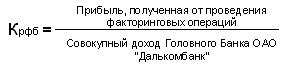 Прибыль, полученная от проведения
факторинговых операций
Крфб =
Совокупный доход Головного Банка ОАО
"Далькомбанк"